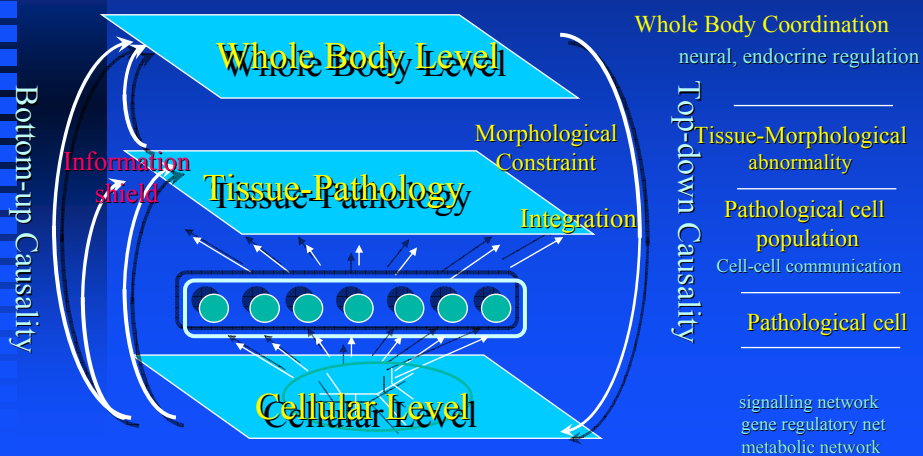 Whole Body Level
Whole Body Coordination
neural, endocrine regulation
Bottom-up Causality
Top-down Causality
Information
shield
Morphological
Constraint
Tissue-Morphological
abnormality
Tissue-Pathology
Integration
Pathological cell
population
Cell-cell communication
Pathological cell
Cellular Level
signalling network
gene regulatory net
metabolic network